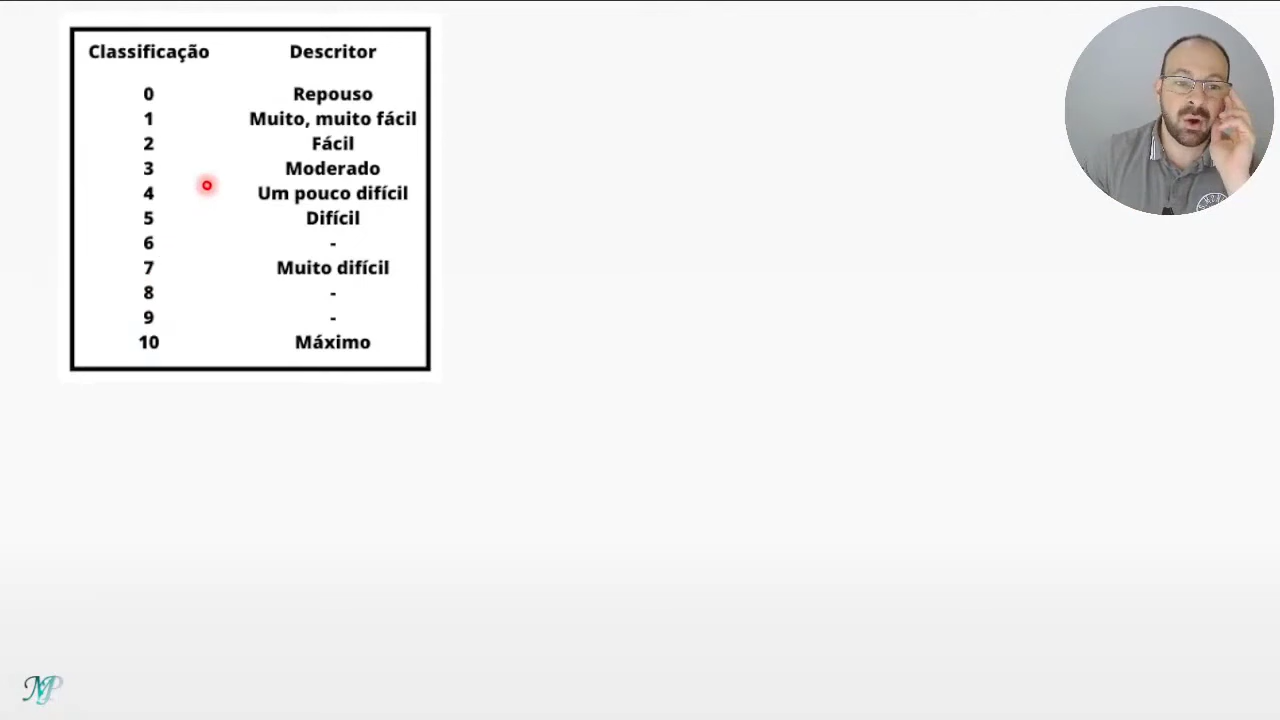 Classificação Descritor
0 Repouso
1 Muito, muito fácil
2 Fácil
3 Moderado
4 Um pouco difícil
5 Difícil
6 -
7 Muito difícil
8 -
9 -
10 Máximo
MP